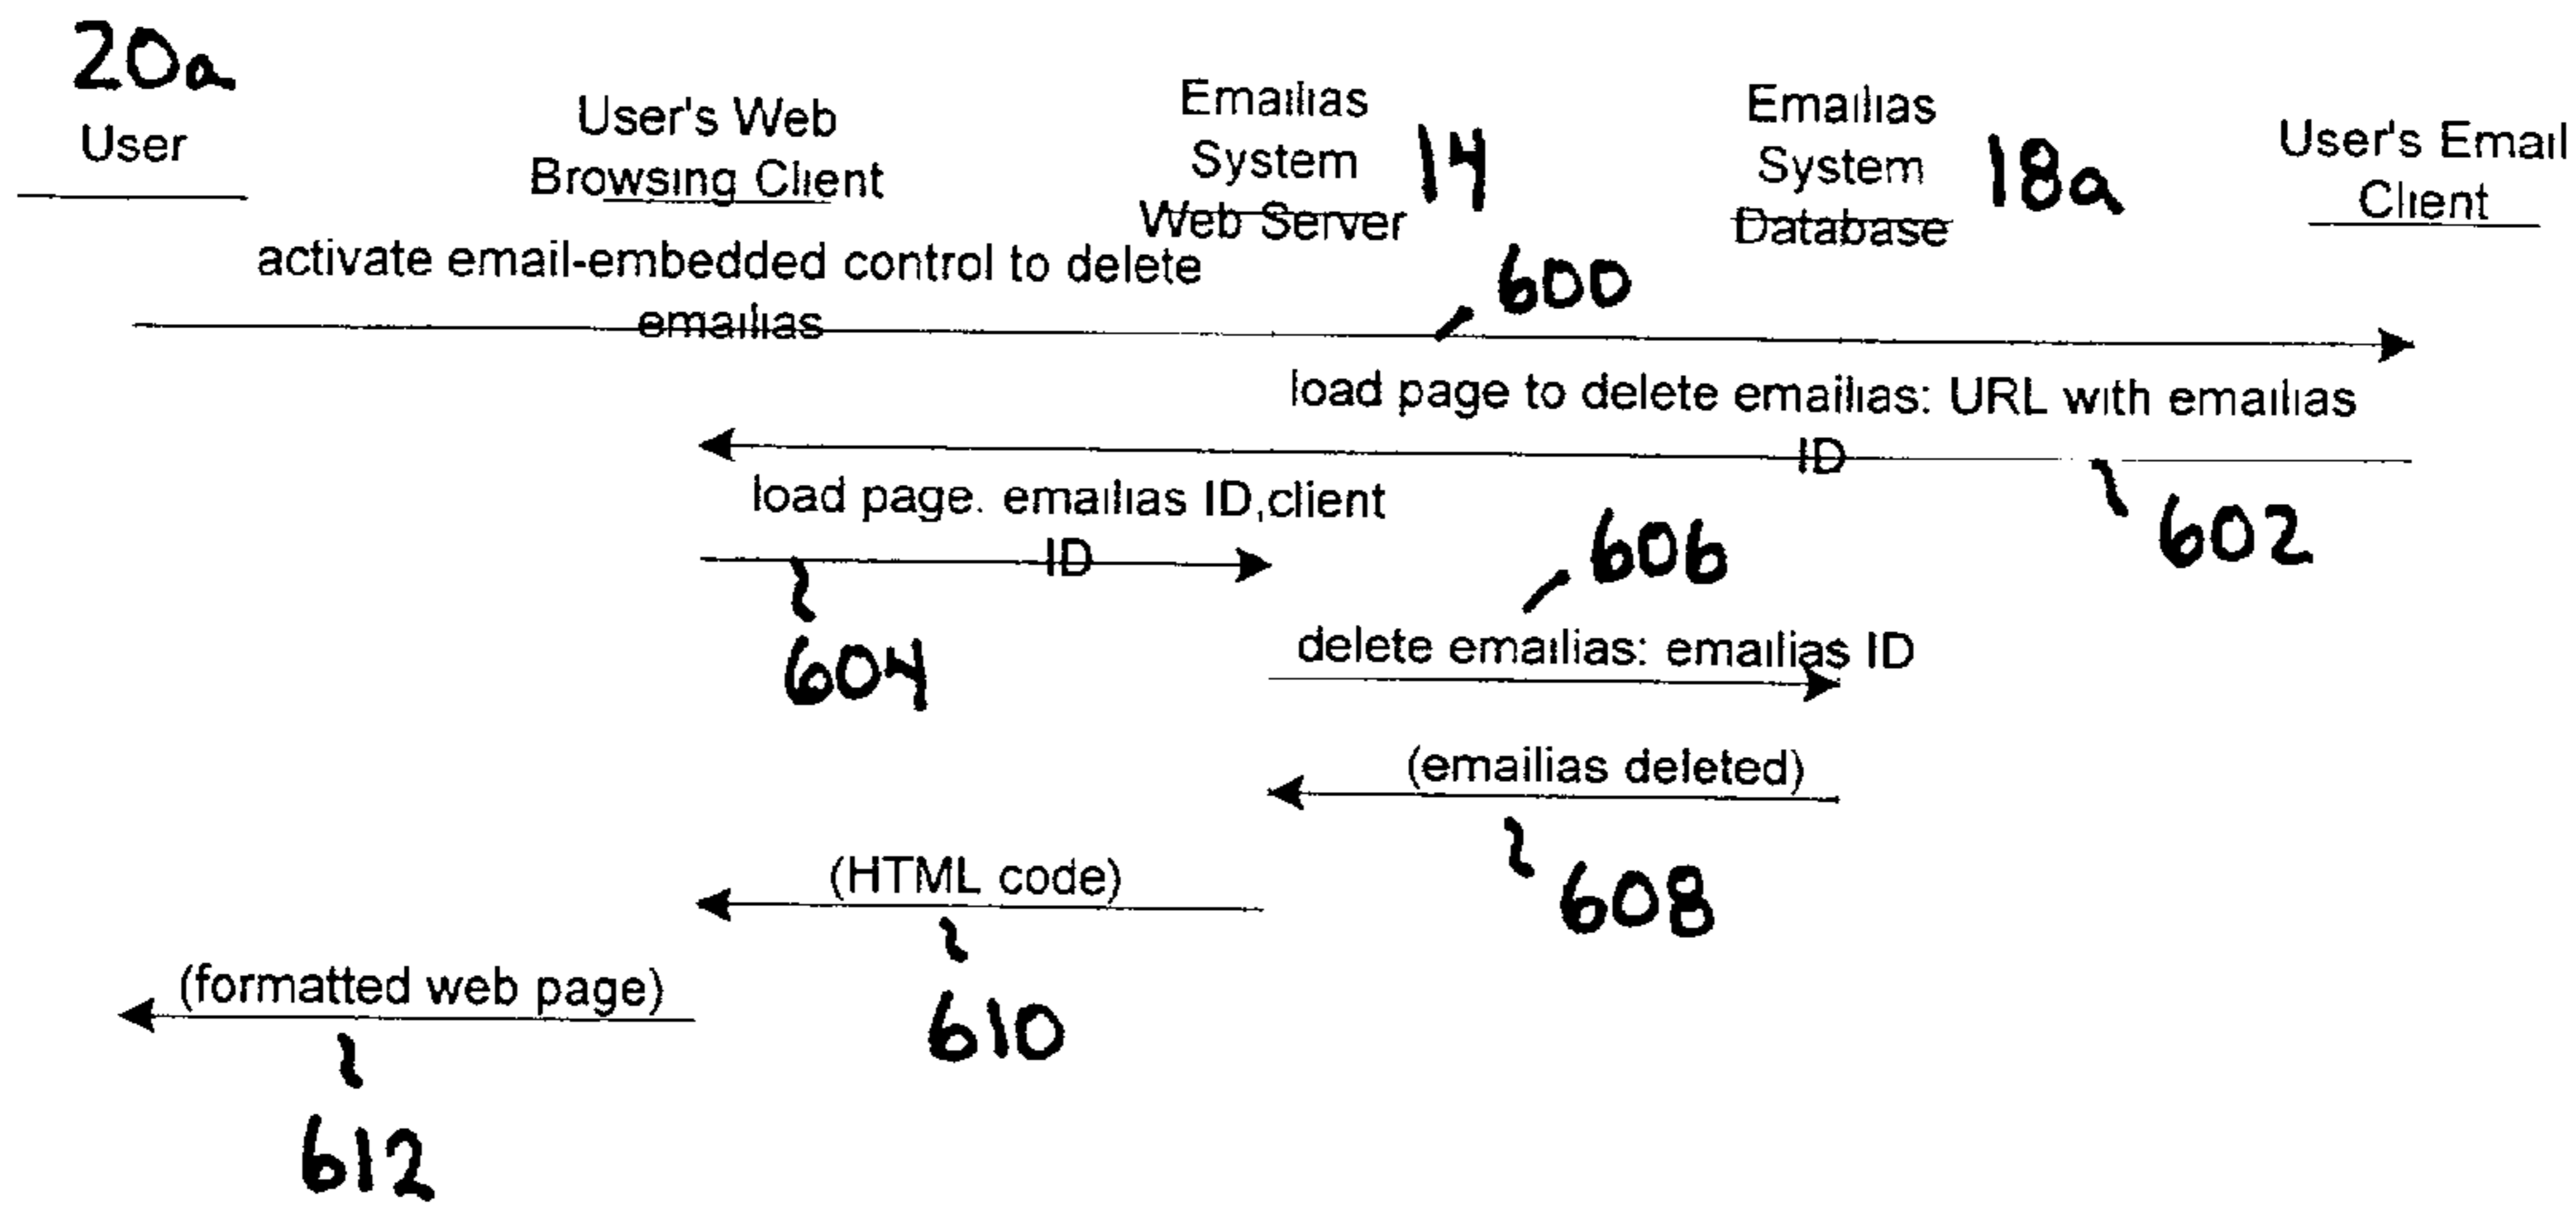 20a
User
User's Web
Browsing Client
Emailias
System
Web Server
14
Emailias
System
Database
18a
User's Email
Client
activate email-embedded control to delete
emailias
600
load page to delete emailias: URL with emailias
ID
602
load page. emailias ID,client
ID
604
606
delete emailias: emailias ID
(emailias deleted)
608
(HTML code)
610
(formatted web page)
612